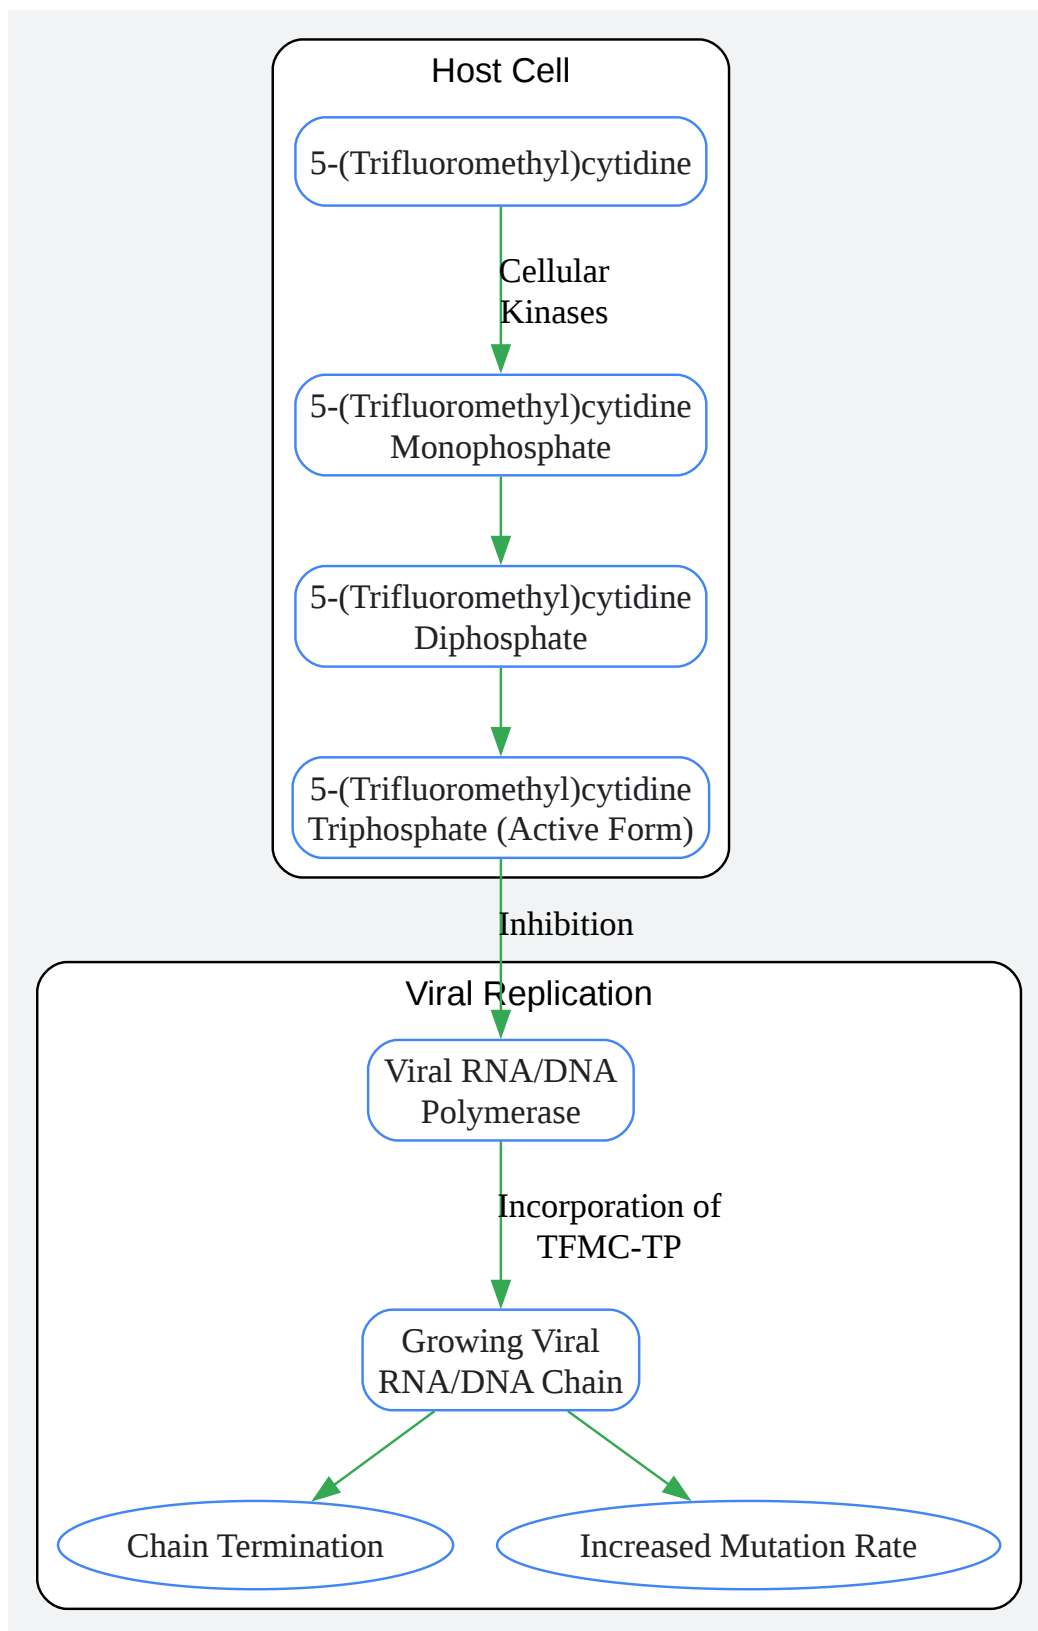 Host Cell
5-(Trifluoromethyl)cytidine
Cellular
Kinases
5-(Trifluoromethyl)cytidine
Monophosphate
5-(Trifluoromethyl)cytidine
Diphosphate
5-(Trifluoromethyl)cytidine
Triphosphate (Active Form)
Inhibition
Viral Replication
Viral RNA/DNA
Polymerase
Incorporation of
TFMC-TP
Growing Viral
RNA/DNA Chain
Chain Termination
Increased Mutation Rate